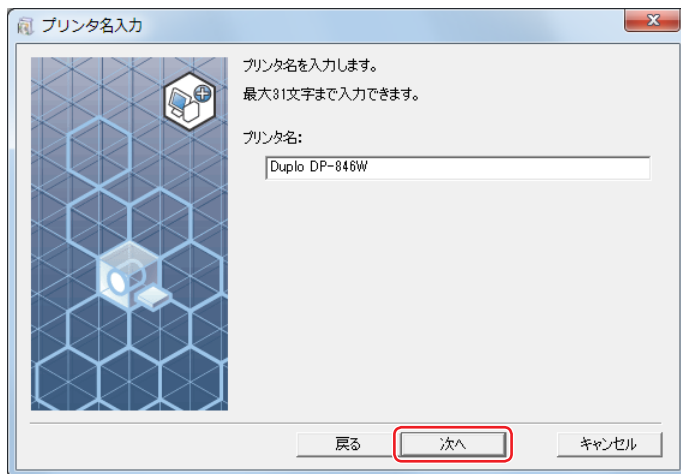 プリンタ名入力
プリンタ名を入力します。
最大31文字まで入力できます。
プリンタ名:
Duplo DP-846W
戻る
次へ
キャンセル